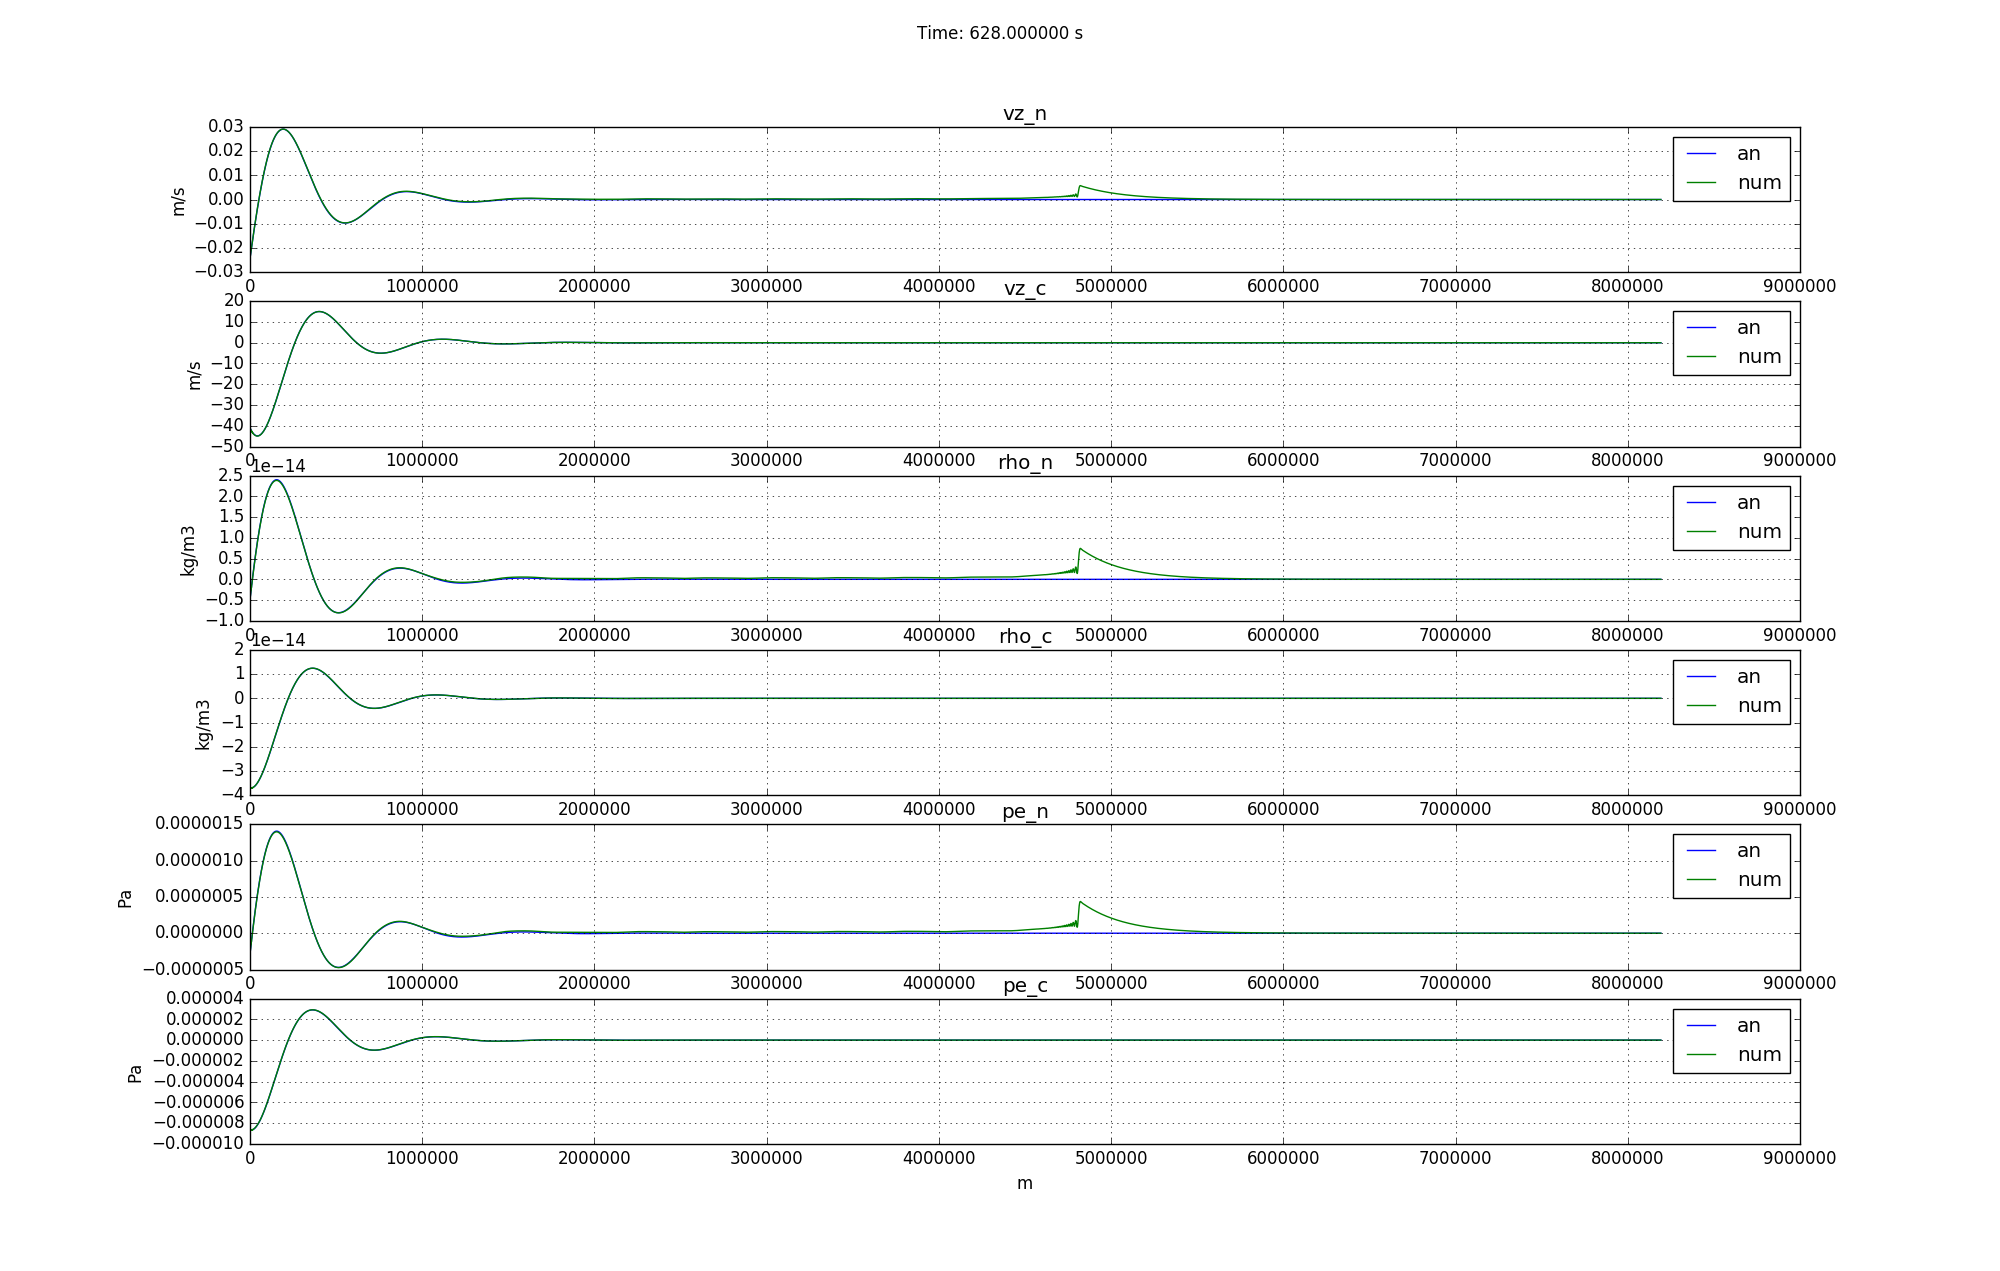 Time: 628.000000 s
vz_n
0.03
0.02
0.01
0.00
−0.01
−0.02
−0.03
m/s
an
num
0 1000000 2000000 3000000 4000000 5000000 6000000 7000000 8000000 9000000
vz_c
20
10
0
−10
−20
−30
−40
−50
m/s
an
num
0 1000000 2000000 3000000 4000000 5000000 6000000 7000000 8000000 9000000
1e−14
rho_n
2.5
2.0
1.5
1.0
0.5
0.0
−0.5
−1.0
kg/m3
an
num
0 1000000 2000000 3000000 4000000 5000000 6000000 7000000 8000000 9000000
1e−14
rho_c
2
1
0
−1
−2
−3
−4
kg/m3
an
num
0 1000000 2000000 3000000 4000000 5000000 6000000 7000000 8000000 9000000
pe_n
0.0000015
0.0000010
0.0000005
0.0000000
−0.0000005
Pa
an
num
0 1000000 2000000 3000000 4000000 5000000 6000000 7000000 8000000 9000000
pe_c
0.000004
0.000002
0.000000
−0.000002
−0.000004
−0.000006
−0.000008
−0.000010
Pa
an
num
0 1000000 2000000 3000000 4000000 5000000 6000000 7000000 8000000 9000000
m